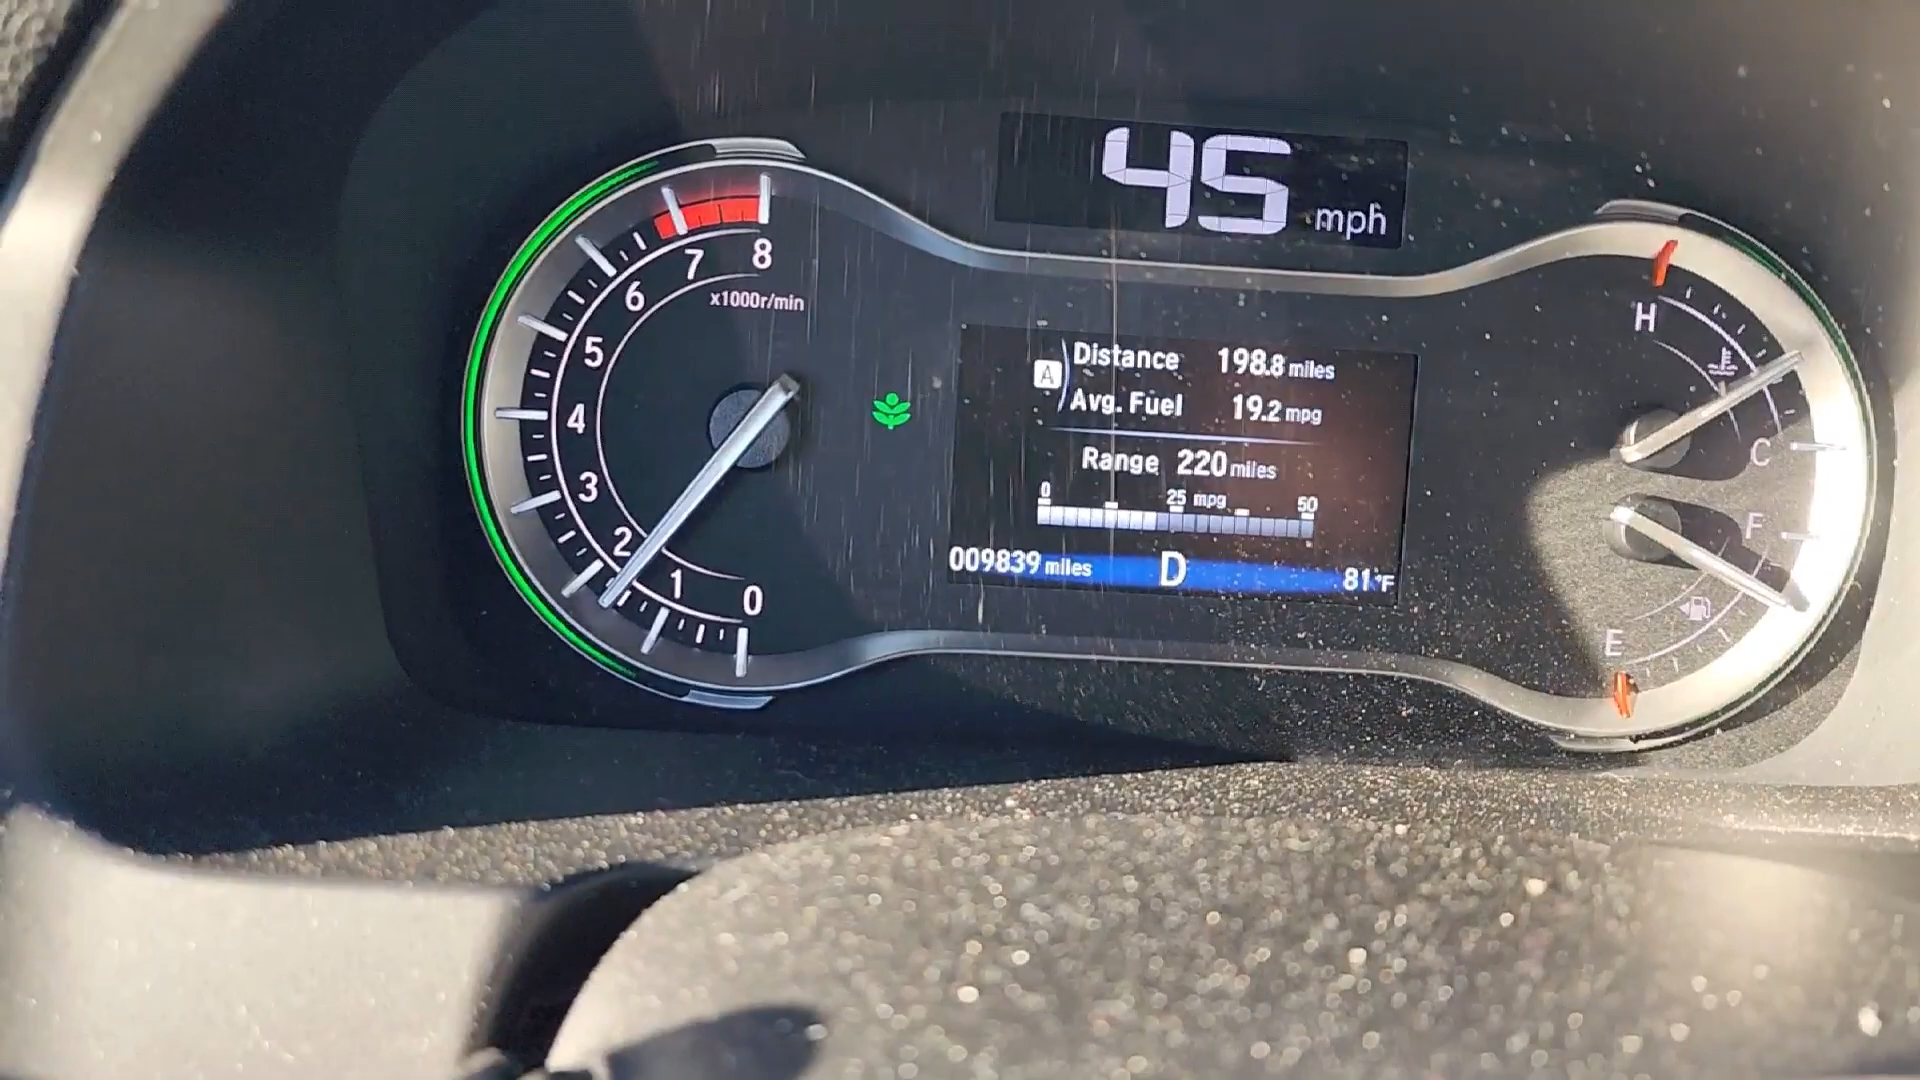 45 mph
8
7
6
x1000r/min
5
4
3
2
1
0
A
Distance 198.8 miles
Avg. Fuel 19.2 mpg
Range 220 miles
0 25 mpg 50
009839 miles D 81°F
H
C
F
E